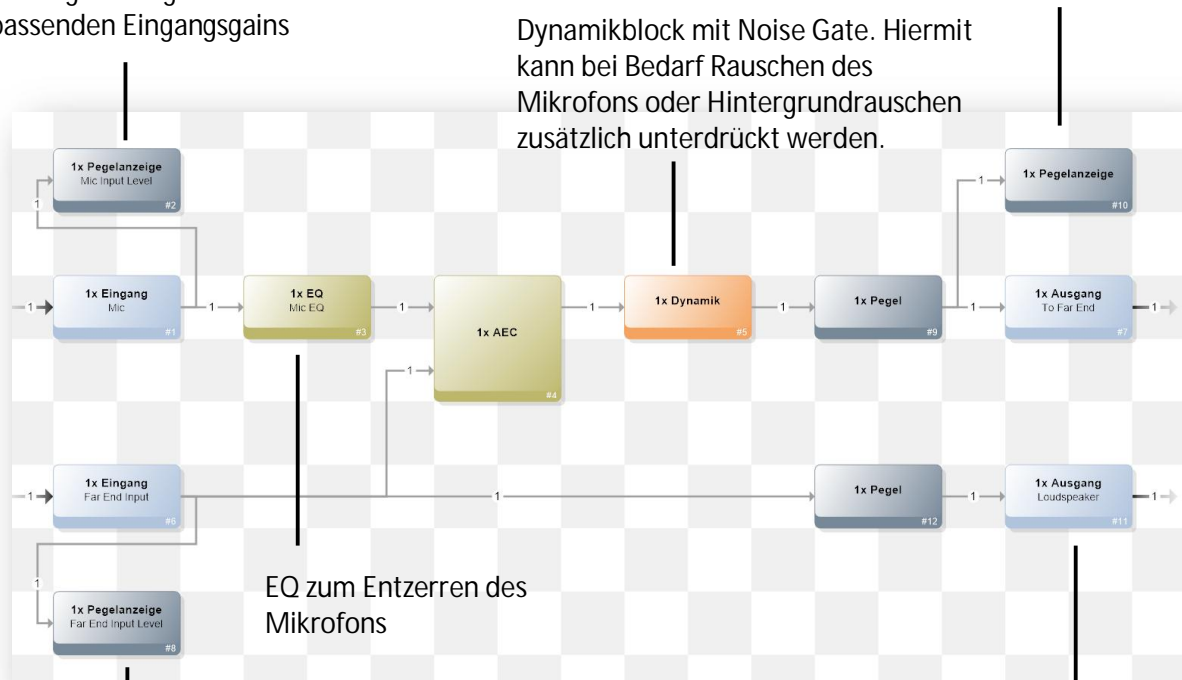 passenden Eingangsgains
Dynamikblock mit Noise Gate. Hiermit
kann bei Bedarf Rauschen des
Mikrofons oder Hintergrundrauschen
zusätzlich unterdrückt werden.
1x Pegelanzeige
Mic Input Level
#2
1x Pegelanzeige
#10
1
1
1
1x Eingang
Mic
#1
1
1x EQ
Mic EQ
#3
1
1x AEC
#4
1
1x Dynamik
#5
1
1x Pegel
#9
1
1x Ausgang
To Far End
#7
1
1
1
1x Eingang
Far End Input
#6
1
1x Pegel
#12
1
1x Ausgang
Loudspeaker
#11
1
1
1x Pegelanzeige
Far End Input Level
#8
EQ zum Entzerren des
Mikrofons